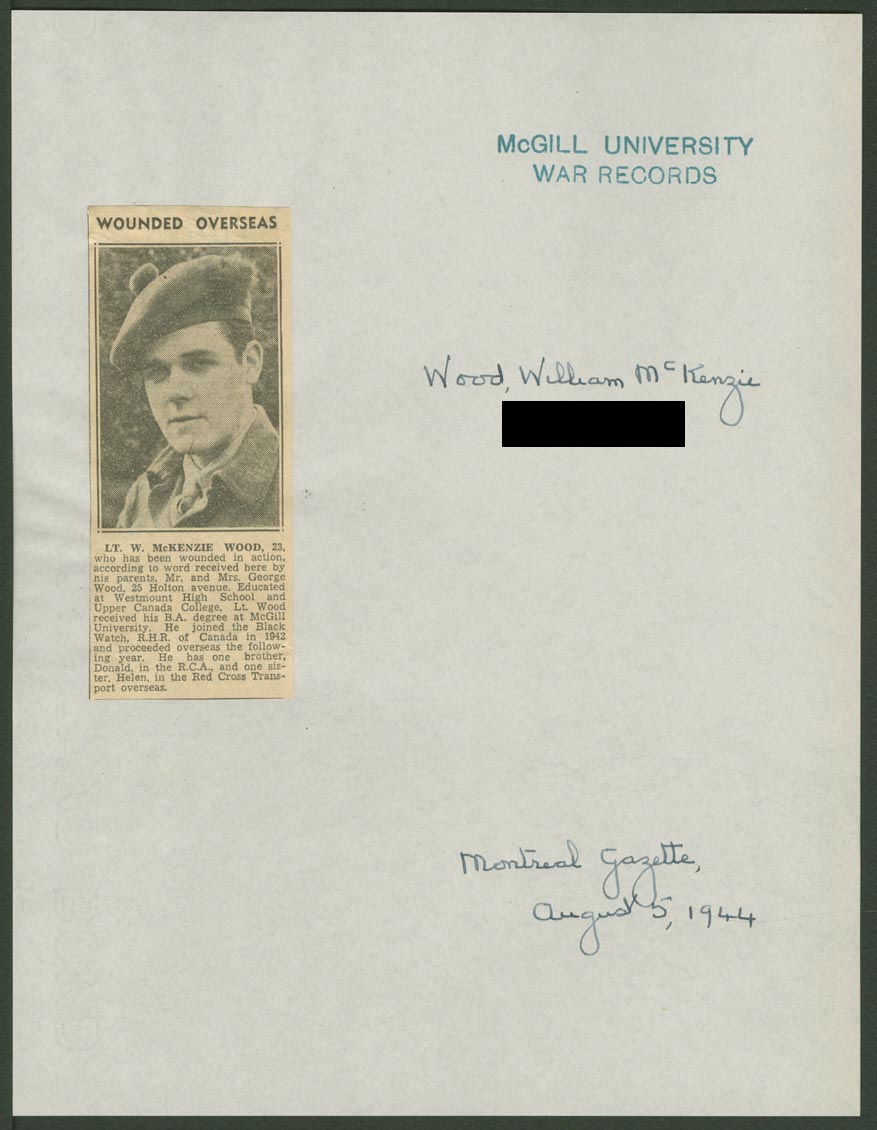 McGILL UNIVERSITY
WAR RECORDS
WOUNDED OVERSEAS
Wood, William McKenzie
LT. W. McKENZIE WOOD, 23,
who has been wounded in action,
according to word received here by
his parents, Mr. and Mrs. George
Wood, 25 Holton avenue. Educated
at Westmount High School and
Upper Canada College, Lt. Wood
received his B.A. degree at McGill
University. He joined the Black
Watch, R.H.R. of Canada in 1942
and proceeded overseas the follow-
ing year. He has one brother,
Donald, in the R.C.A., and one sis-
ter, Helen, in the Red Cross Trans-
port overseas.
Montreal Gazette,
August 5, 1944